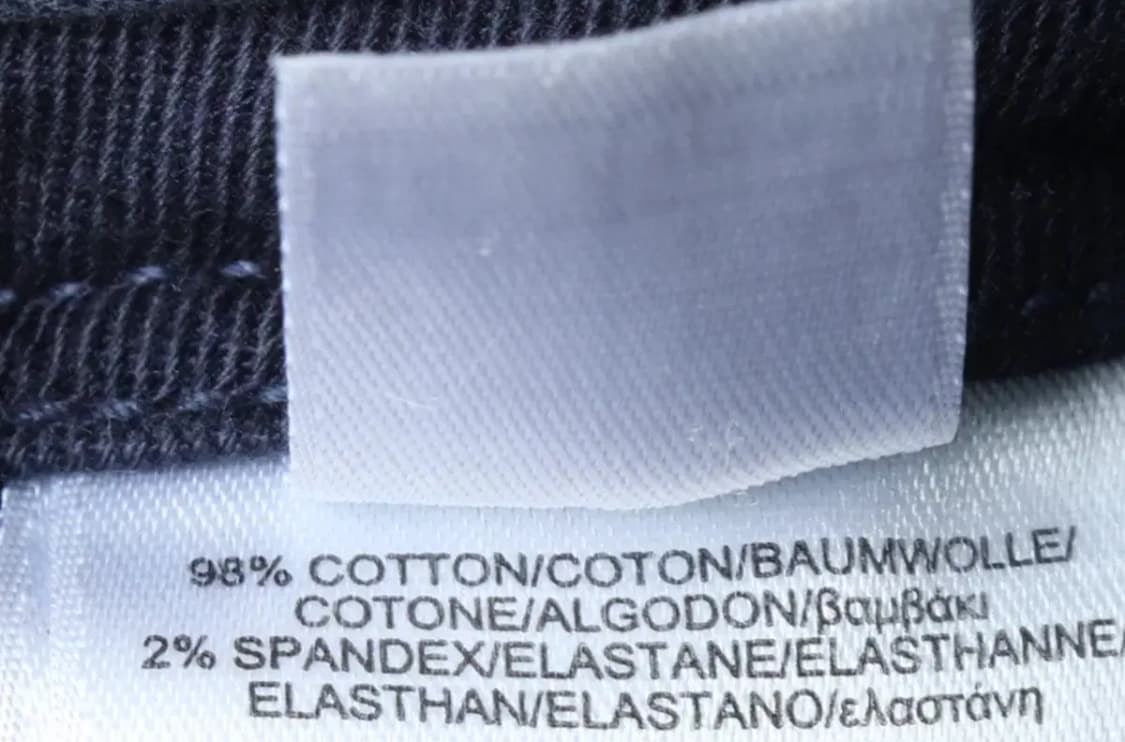 98% COTTON/COTON/BAUMWOLLE/
COTONE/ALGODON/βαμβάκι
2% SPANDEX/ELASTANE/ELASTHANNE/
ELASTHAN/ELASTANO/ελαστάνη